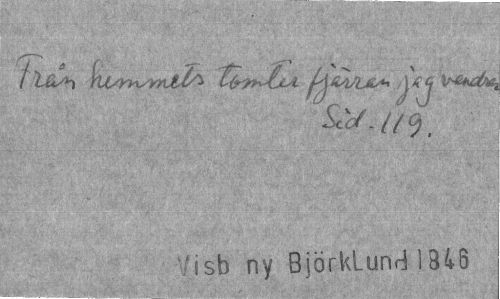 Från hemmets tomter fjärran jag vandrar
Sid. 119.
Visb ny Björklund 1846